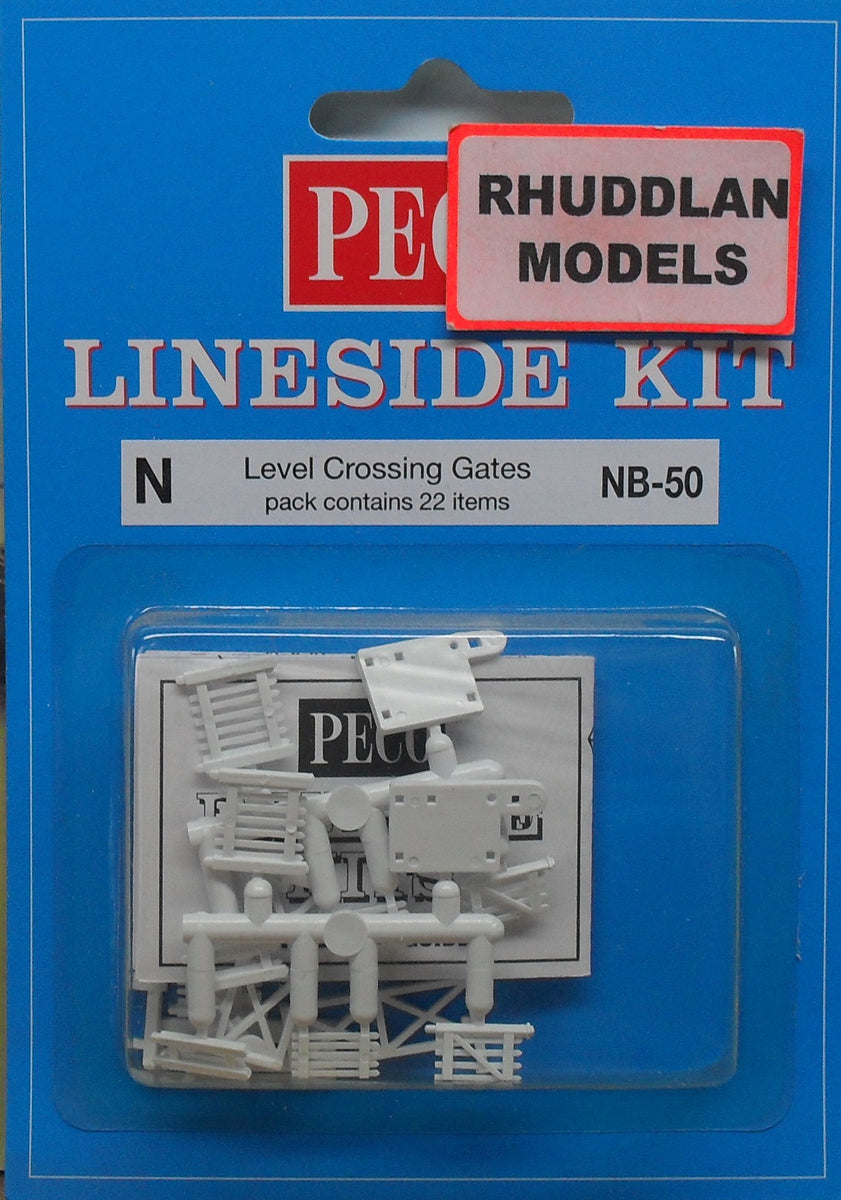 PEC
RHUDDLAN
MODELS
LINESIDE KIT
N
Level Crossing Gates
pack contains 22 items
NB-50
PECO